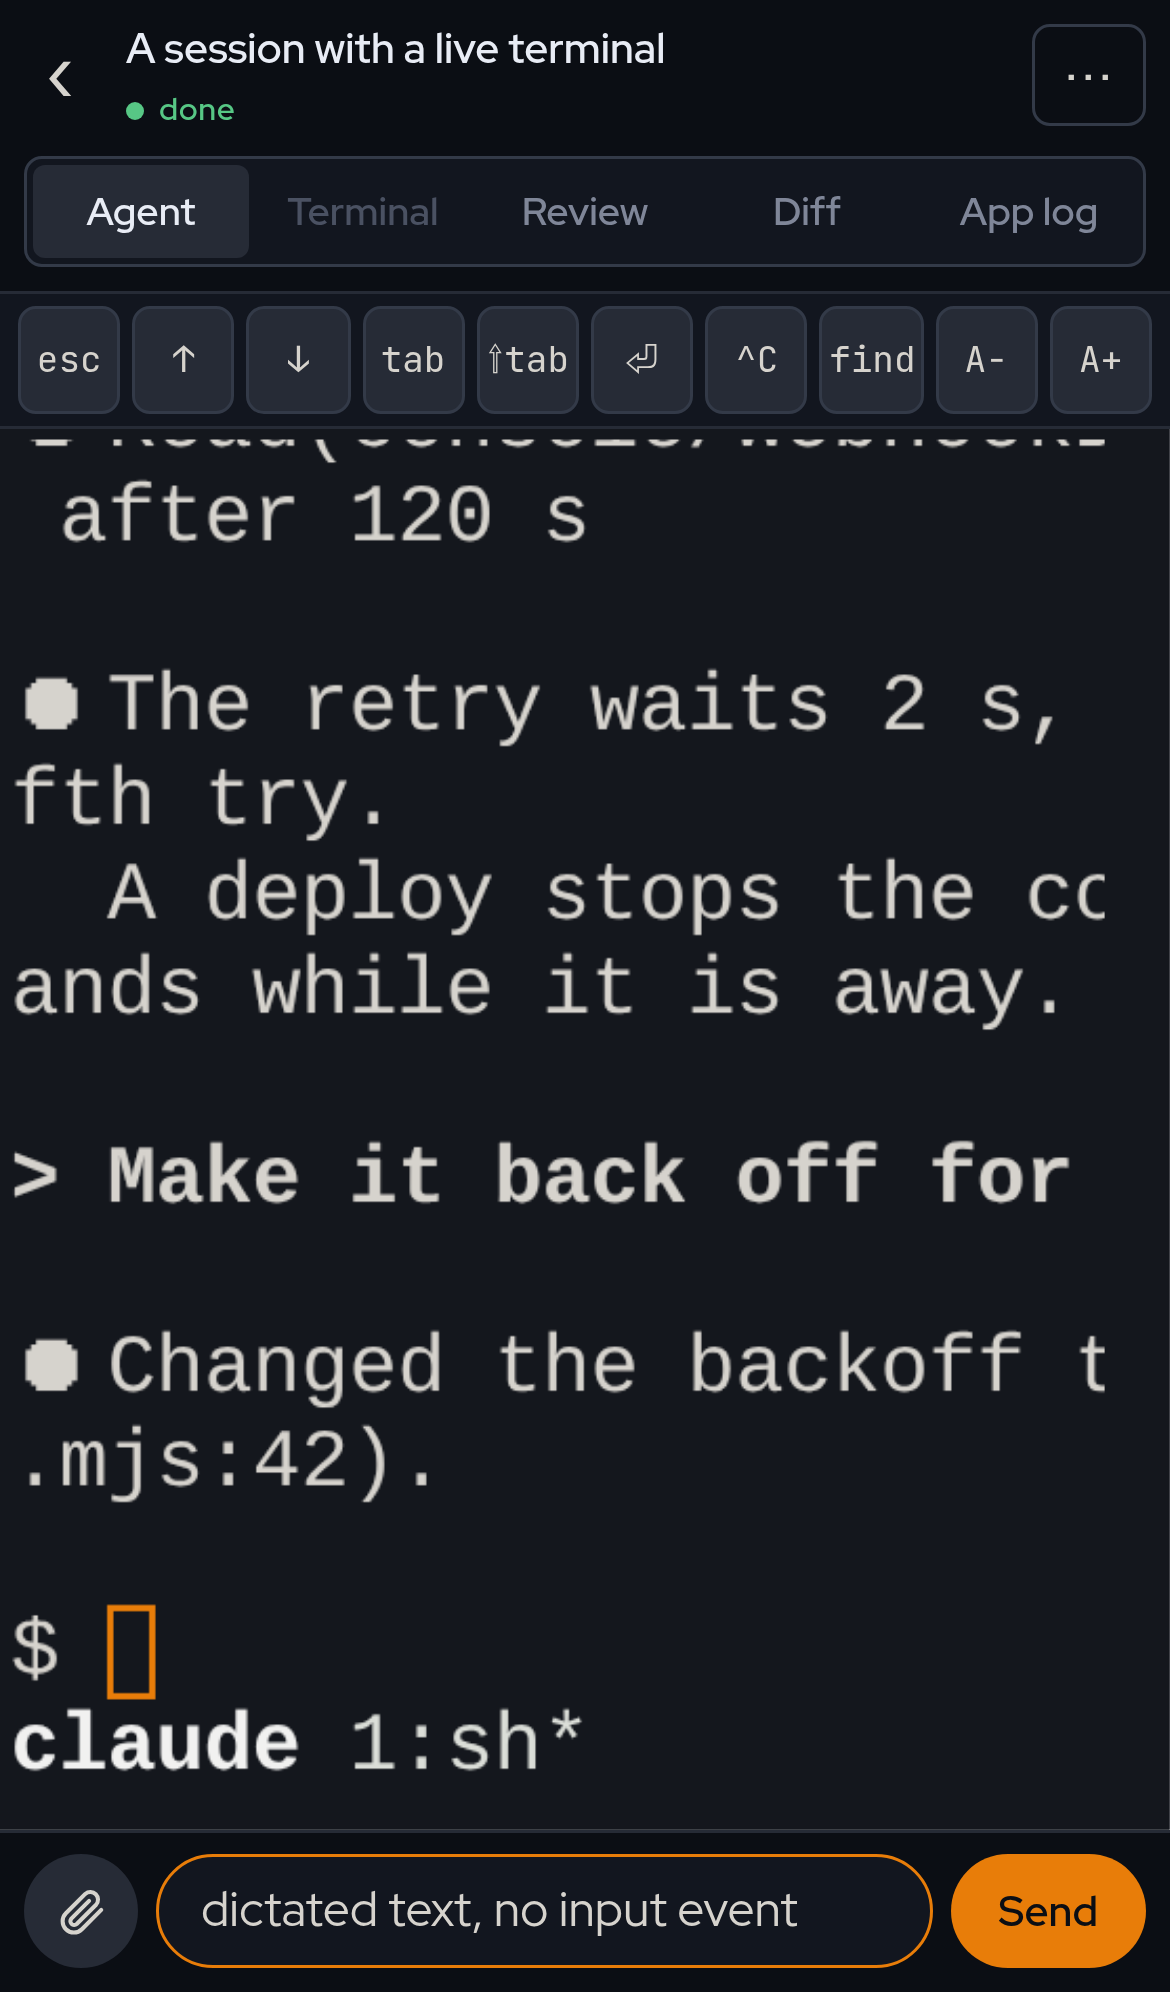 A session with a live terminal
done
...
Agent Terminal Review Diff App log
esc ↑ ↓ tab ⇧tab ⏎ ^C find A- A+
after 120 s
● The retry waits 2 s,
fth try.
A deploy stops the co
ands while it is away.
> Make it back off for
● Changed the backoff t
.mjs:42).
$
claude 1:sh*
dictated text, no input event
Send